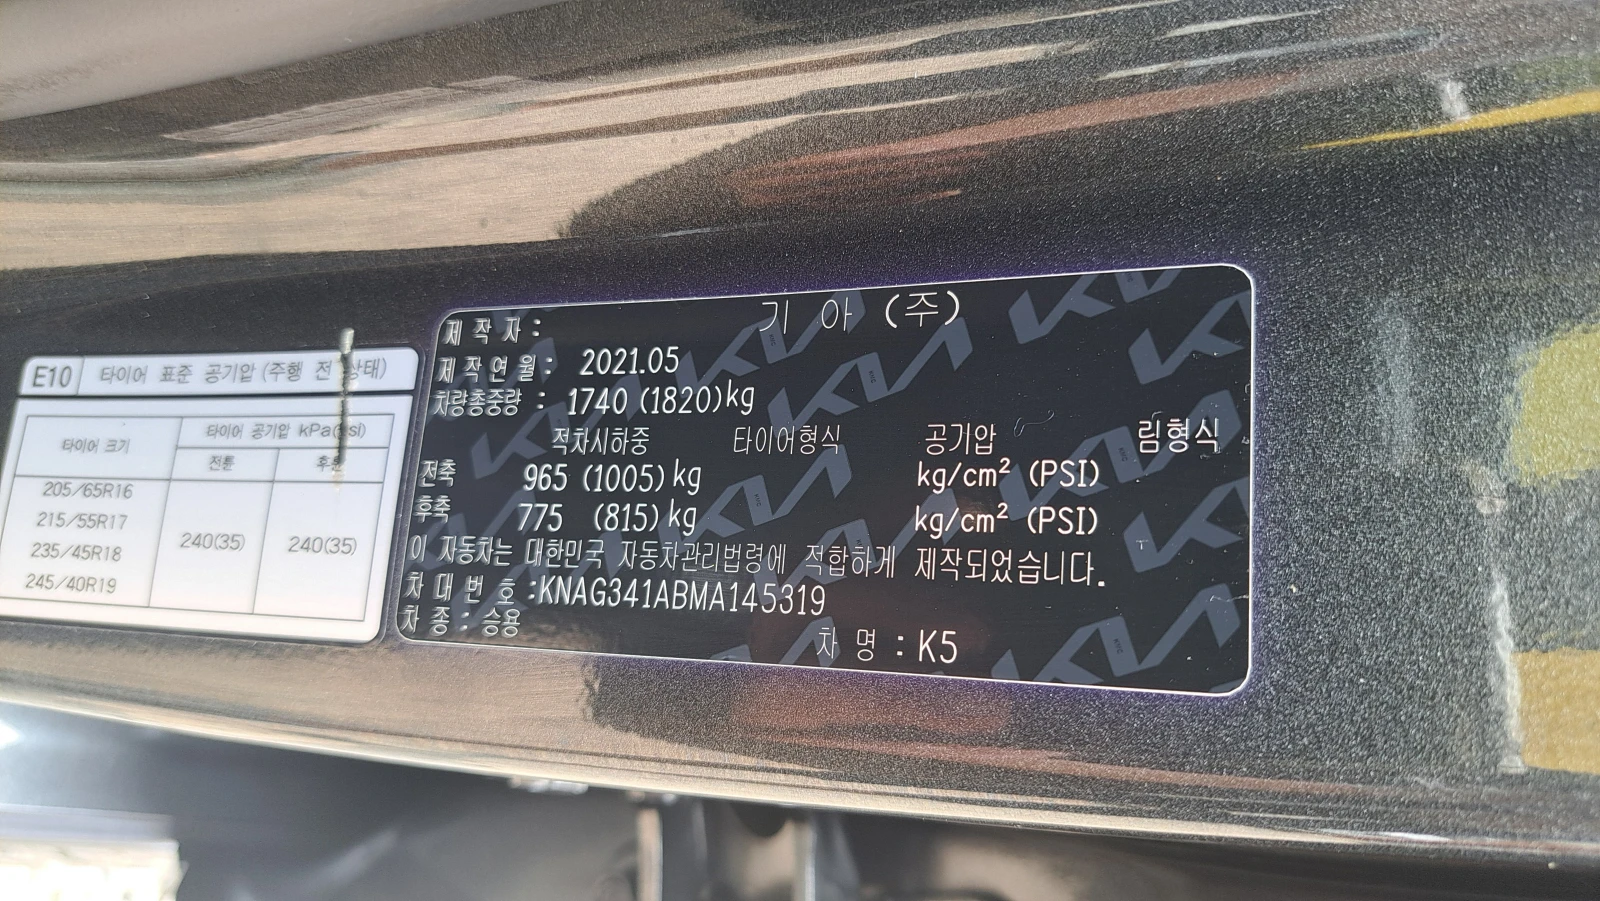 E10 타이어 표준 공기압 (주행 전 상태)
타이어 크기 타이어 공기압 kPa(psi)
전륜 후륜
205/65R16
215/55R17
235/45R18
245/40R19
240(35) 240(35)
제 작 자 : 기 아 (주)
제 작 연 월 : 2021.05
차량총중량 : 1740 (1820)kg
적차시하중 타이어형식 공기압 림형식
전축 965 (1005)kg kg/cm² (PSI)
후축 775 (815)kg kg/cm² (PSI)
이 자동차는 대한민국 자동차관리법령에 적합하게 제작되었습니다.
차 대 번 호 :KNAG341ABMA145319
차 종 : 승용
차 명 : K5